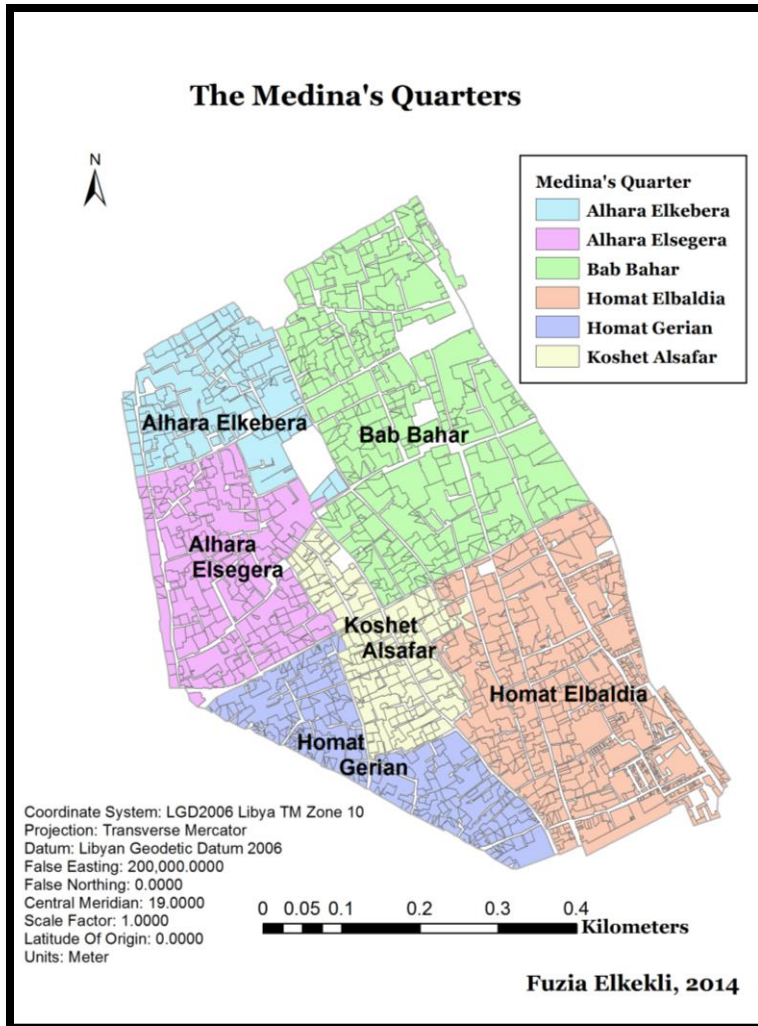 The Medina's Quarters
N
Medina's Quarter
Alhara Elkebera
Alhara Elsegera
Bab Bahar
Homat Elbaldia
Homat Gerian
Koshet Alsafar
Alhara Elkebera
Bab Bahar
Alhara
Elsegera
Koshet
Alsafar
Homat Elbaldia
Homat
Gerian
Coordinate System: LGD2006 Libya TM Zone 10
Projection: Transverse Mercator
Datum: Libyan Geodetic Datum 2006
False Easting: 200,000.0000
False Northing: 0.0000
Central Meridian: 19.0000
Scale Factor: 1.0000
Latitude Of Origin: 0.0000
Units: Meter
0 0.05 0.1 0.2 0.3 0.4
Kilometers
Fuzia Elkekli, 2014